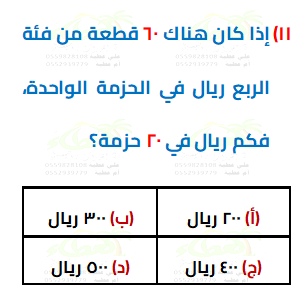 ١١) إذا كان هناك ٦٠ قطعة من فئة
الربع ريال في الحزمة الواحدة،
فكم ريال في ٢٠ حزمة؟
(أ) ٢٠٠ ريال
(ب) ٣٠٠ ريال
(ج) ٤٠٠ ريال
(د) ٥٠٠ ريال